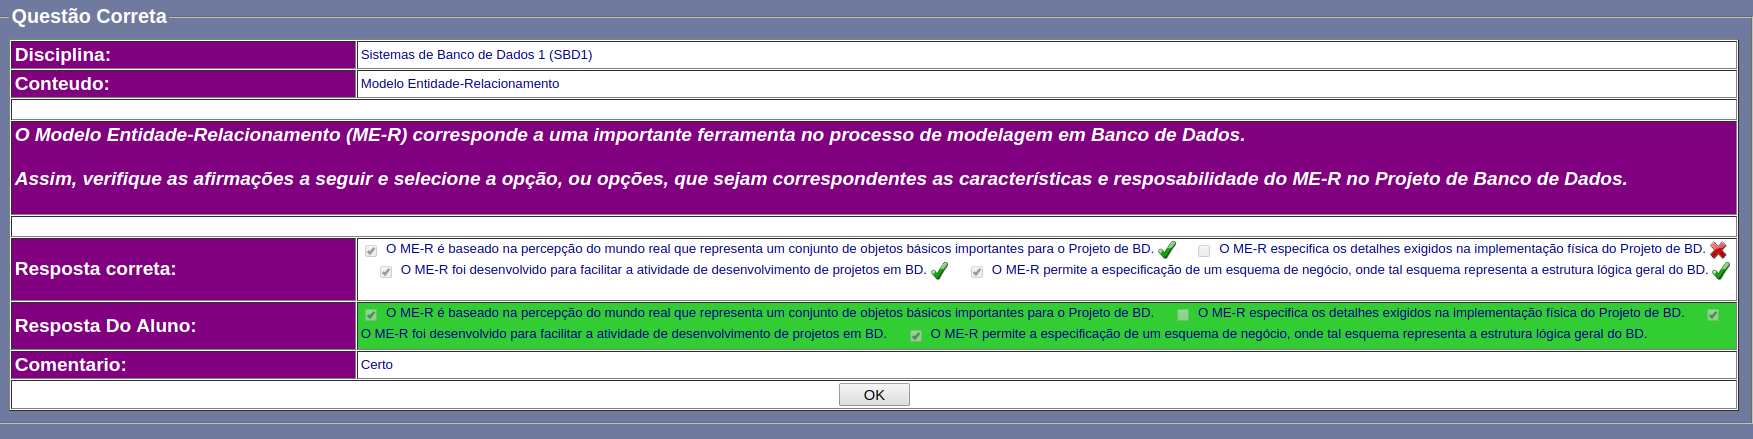 Questão Correta
Disciplina:
Sistemas de Banco de Dados 1 (SBD1)
Conteudo:
Modelo Entidade-Relacionamento
O Modelo Entidade-Relacionamento (ME-R) corresponde a uma importante ferramenta no processo de modelagem em Banco de Dados.
Assim, verifique as afirmações a seguir e selecione a opção, ou opções, que sejam correspondentes as características e resposabilidade do ME-R no Projeto de Banco de Dados.
Resposta correta:
O ME-R é baseado na percepção do mundo real que representa um conjunto de objetos básicos importantes para o Projeto de BD. O ME-R especifica os detalhes exigidos na implementação física do Projeto de BD.
O ME-R foi desenvolvido para facilitar a atividade de desenvolvimento de projetos em BD. O ME-R permite a especificação de um esquema de negócio, onde tal esquema representa a estrutura lógica geral do BD.
Resposta Do Aluno:
O ME-R é baseado na percepção do mundo real que representa um conjunto de objetos básicos importantes para o Projeto de BD. O ME-R especifica os detalhes exigidos na implementação física do Projeto de BD.
O ME-R foi desenvolvido para facilitar a atividade de desenvolvimento de projetos em BD. O ME-R permite a especificação de um esquema de negócio, onde tal esquema representa a estrutura lógica geral do BD.
Comentario:
Certo
OK